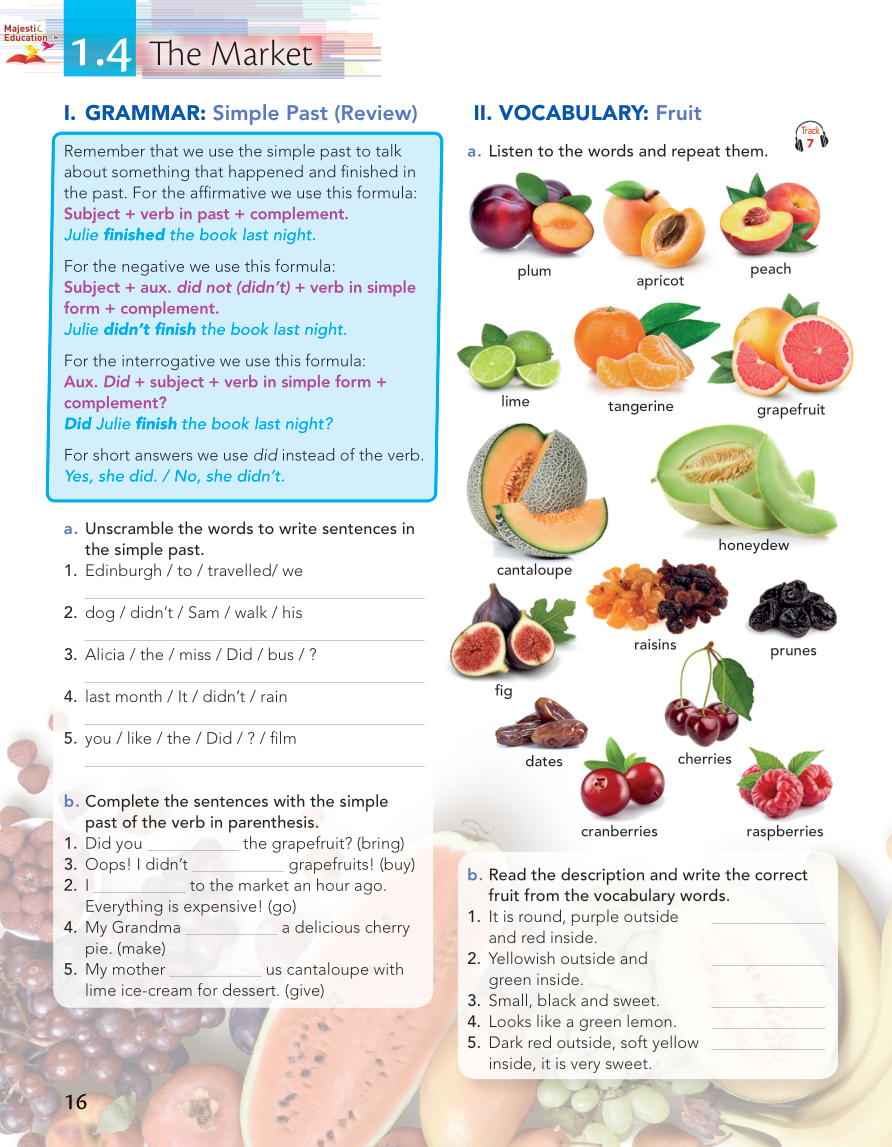 Majestic
Education
1.4 The Market
I. GRAMMAR: Simple Past (Review)
Remember that we use the simple past to talk
about something that happened and finished in
the past. For the affirmative we use this formula:
Subject + verb in past + complement.
Julie finished the book last night.
For the negative we use this formula:
Subject + aux. did not (didn’t) + verb in simple
form + complement.
Julie didn’t finish the book last night.
For the interrogative we use this formula:
Aux. Did + subject + verb in simple form +
complement?
Did Julie finish the book last night?
For short answers we use did instead of the verb.
Yes, she did. / No, she didn’t.
a. Unscramble the words to write sentences in
the simple past.
1. Edinburgh / to / travelled/ we
2. dog / didn’t / Sam / walk / his
3. Alicia / the / miss / Did / bus / ?
4. last month / It / didn’t / rain
5. you / like / the / Did / ? / film
b. Complete the sentences with the simple
past of the verb in parenthesis.
1. Did you ___________ the grapefruit? (bring)
3. Oops! I didn’t ___________ grapefruits! (buy)
2. I ___________ to the market an hour ago.
Everything is expensive! (go)
4. My Grandma ___________ a delicious cherry
pie. (make)
5. My mother ___________ us cantaloupe with
lime ice-cream for dessert. (give)
16
II. VOCABULARY: Fruit
a. Listen to the words and repeat them.
Track
7
plum
apricot
peach
lime
tangerine
grapefruit
cantaloupe
honeydew
fig
raisins
prunes
dates
cherries
cranberries
raspberries
b. Read the description and write the correct
fruit from the vocabulary words.
1. It is round, purple outside
and red inside.
2. Yellowish outside and
green inside.
3. Small, black and sweet.
4. Looks like a green lemon.
5. Dark red outside, soft yellow
inside, it is very sweet.